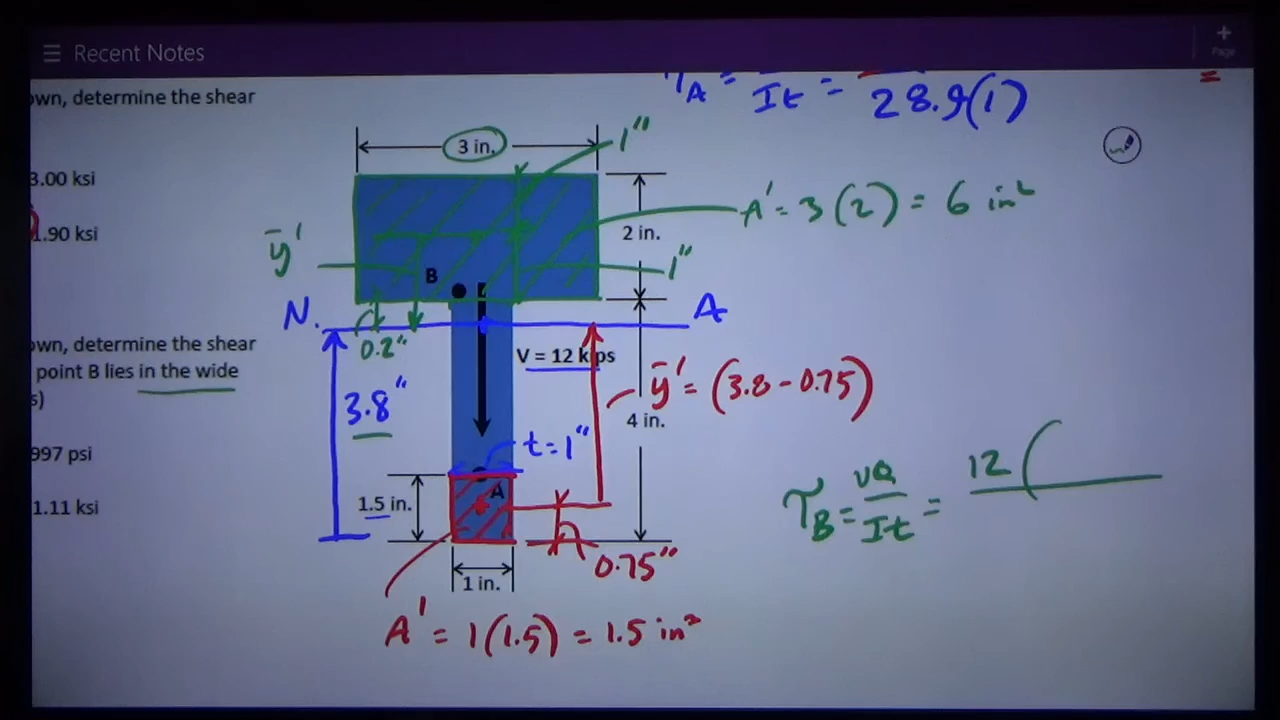 Recent Notes
Page
own, determine the shear
A = It = 28.9(1)
=
3 in.
1"
3.00 ksi
A' = 3(2) = 6 in²
1.90 ksi
2 in.
ȳ'
B
1"
N.
A
0.2"
own, determine the shear
V = 12 kips
point B lies in the wide
s)
3.8"
ȳ' = (3.8 - 0.75)
4 in.
t = 1"
997 psi
τB = VQ/It = 12(
A
1.5 in.
1.11 ksi
0.75"
1 in.
A' = 1(1.5) = 1.5 in²